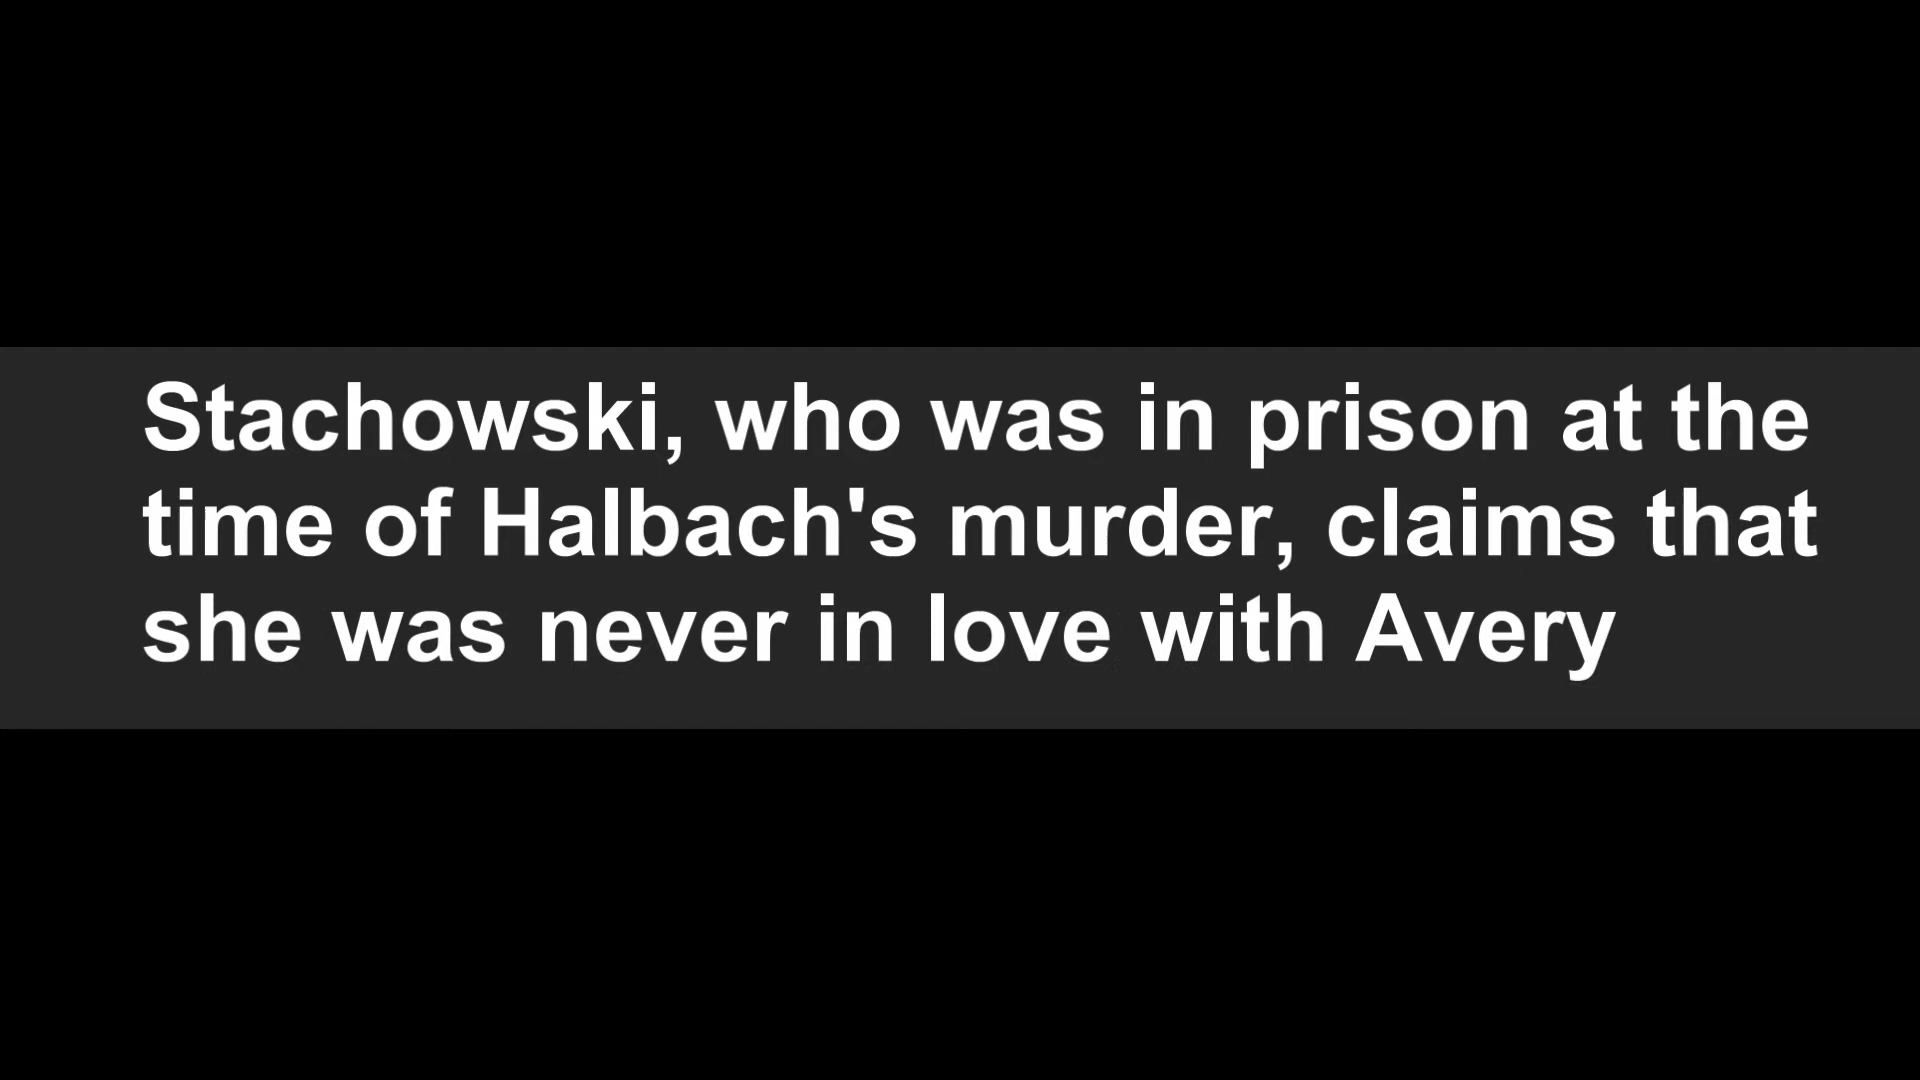 Stachowski, who was in prison at the
time of Halbach's murder, claims that
she was never in love with Avery